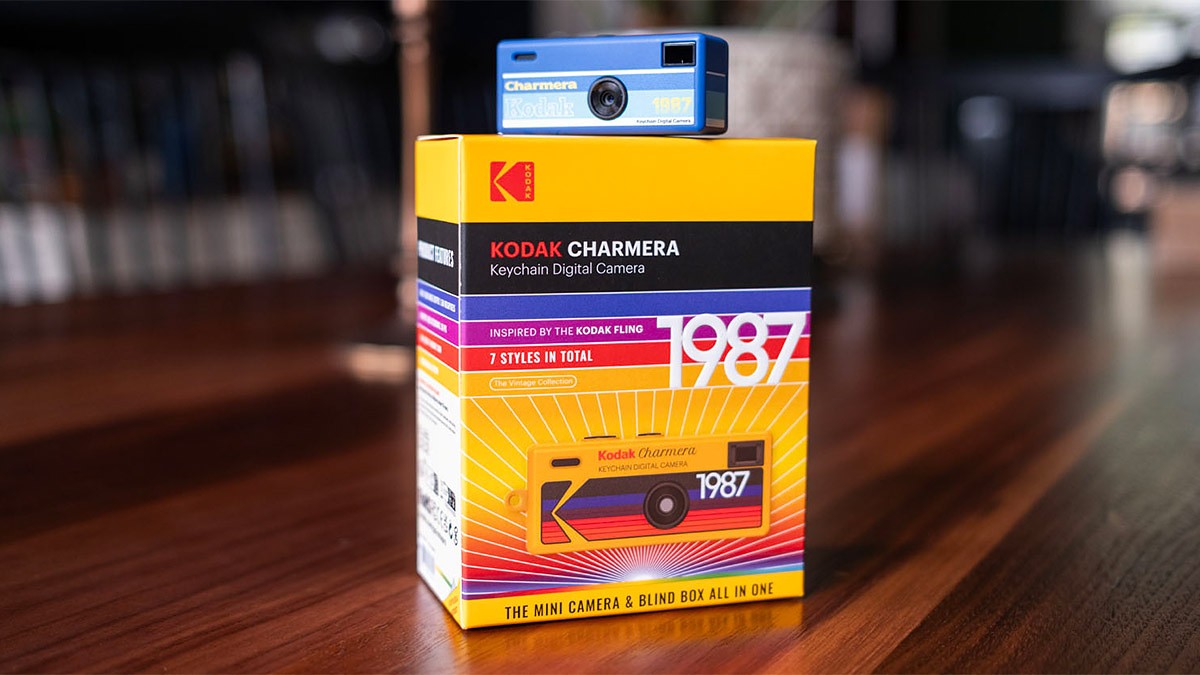 Charmera
Kodak
1987
Keychain Digital Camera
KODAK
KODAK CHARMERA
Keychain Digital Camera
INSPIRED BY THE KODAK FLING
1987
7 STYLES IN TOTAL
The Vintage Collection
Kodak Charmera
KEYCHAIN DIGITAL CAMERA
1987
THE MINI CAMERA & BLIND BOX ALL IN ONE